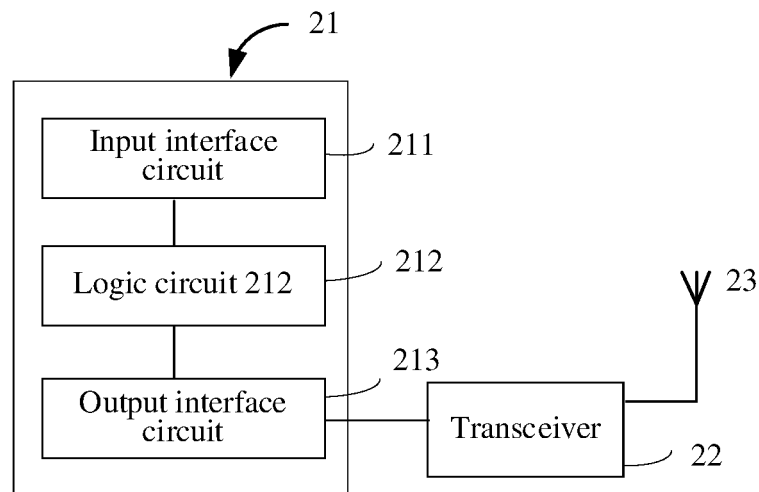 21
Input interface
circuit
211
Logic circuit 212
212
23
213
Output interface
circuit
Transceiver
22